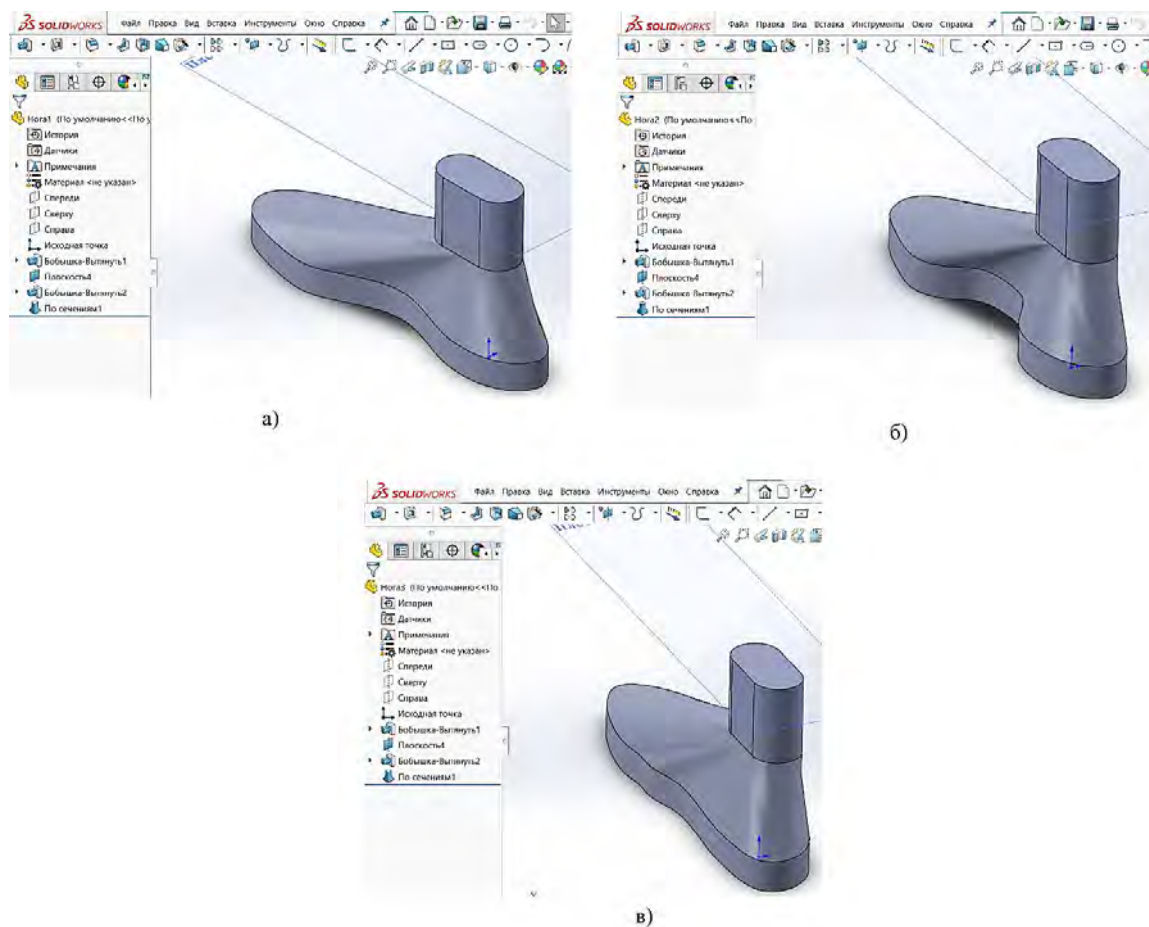 SOLIDWORKS Файл Правка Вид Вставка Инструменты Окно Справка
Нога1 (По умолчанию<<По у
История
Датчики
Примечания
Материал <не указан>
Спереди
Сверху
Справа
Исходная точка
Бобышка-Вытянуть1
Плоскость4
Бобышка-Вытянуть2
По сечениям1
а)
SOLIDWORKS Файл Правка Вид Вставка Инструменты Окно Справка
Нога2 (По умолчанию<<По
История
Датчики
Примечания
Материал <не указан>
Спереди
Сверху
Справа
Исходная точка
Бобышка-Вытянуть1
Плоскость4
Бобышка-Вытянуть2
По сечениям1
б)
SOLIDWORKS Файл Правка Вид Вставка Инструменты Окно Справка
Нога3 (По умолчанию<<По
История
Датчики
Примечания
Материал <не указан>
Спереди
Сверху
Справа
Исходная точка
Бобышка-Вытянуть1
Плоскость4
Бобышка-Вытянуть2
По сечениям1
в)